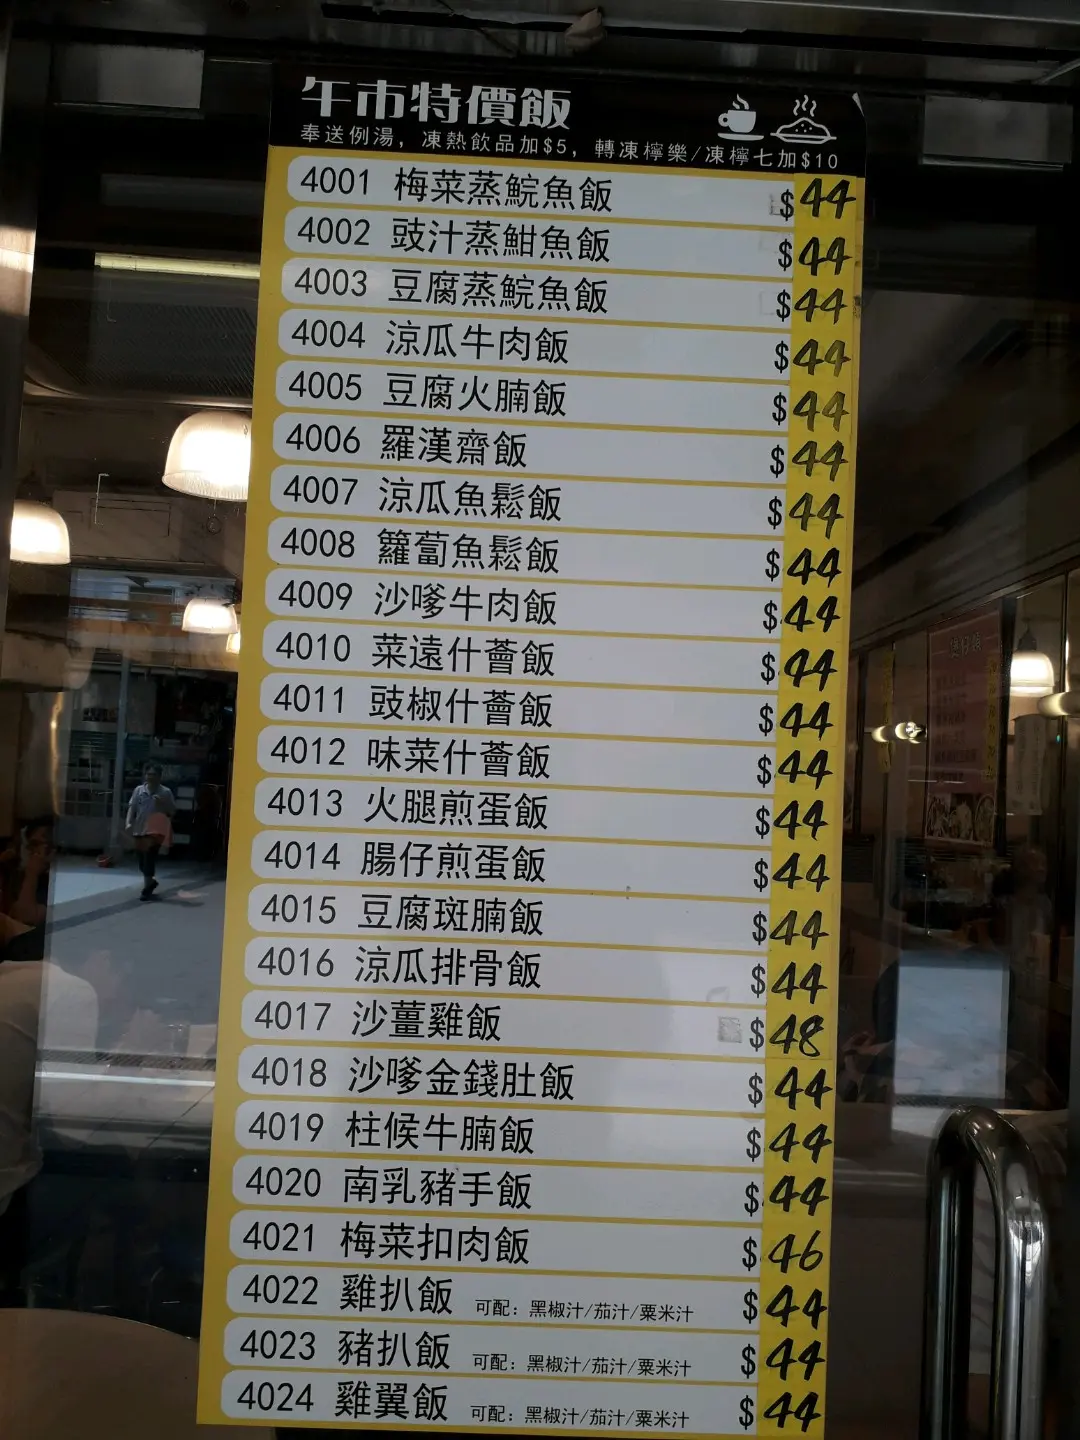 午市特價飯
奉送例湯，凍熱飲品加$5，轉凍檸樂/凍檸七加$10
4001 梅菜蒸鯇魚飯 $44
4002 豉汁蒸魽魚飯 $44
4003 豆腐蒸鯇魚飯 $44
4004 涼瓜牛肉飯 $44
4005 豆腐火腩飯 $44
4006 羅漢齋飯 $44
4007 涼瓜魚鬆飯 $44
4008 籮蔔魚鬆飯 $44
4009 沙嗲牛肉飯 $44
4010 菜遠什薈飯 $44
4011 豉椒什薈飯 $44
4012 味菜什薈飯 $44
4013 火腿煎蛋飯 $44
4014 腸仔煎蛋飯 $44
4015 豆腐斑腩飯 $44
4016 涼瓜排骨飯 $44
4017 沙薑雞飯 $48
4018 沙嗲金錢肚飯 $44
4019 柱候牛腩飯 $44
4020 南乳豬手飯 $44
4021 梅菜扣肉飯 $46
4022 雞扒飯 可配：黑椒汁/茄汁/粟米汁 $44
4023 豬扒飯 可配：黑椒汁/茄汁/粟米汁 $44
4024 雞翼飯 可配：黑椒汁/茄汁/粟米汁 $44